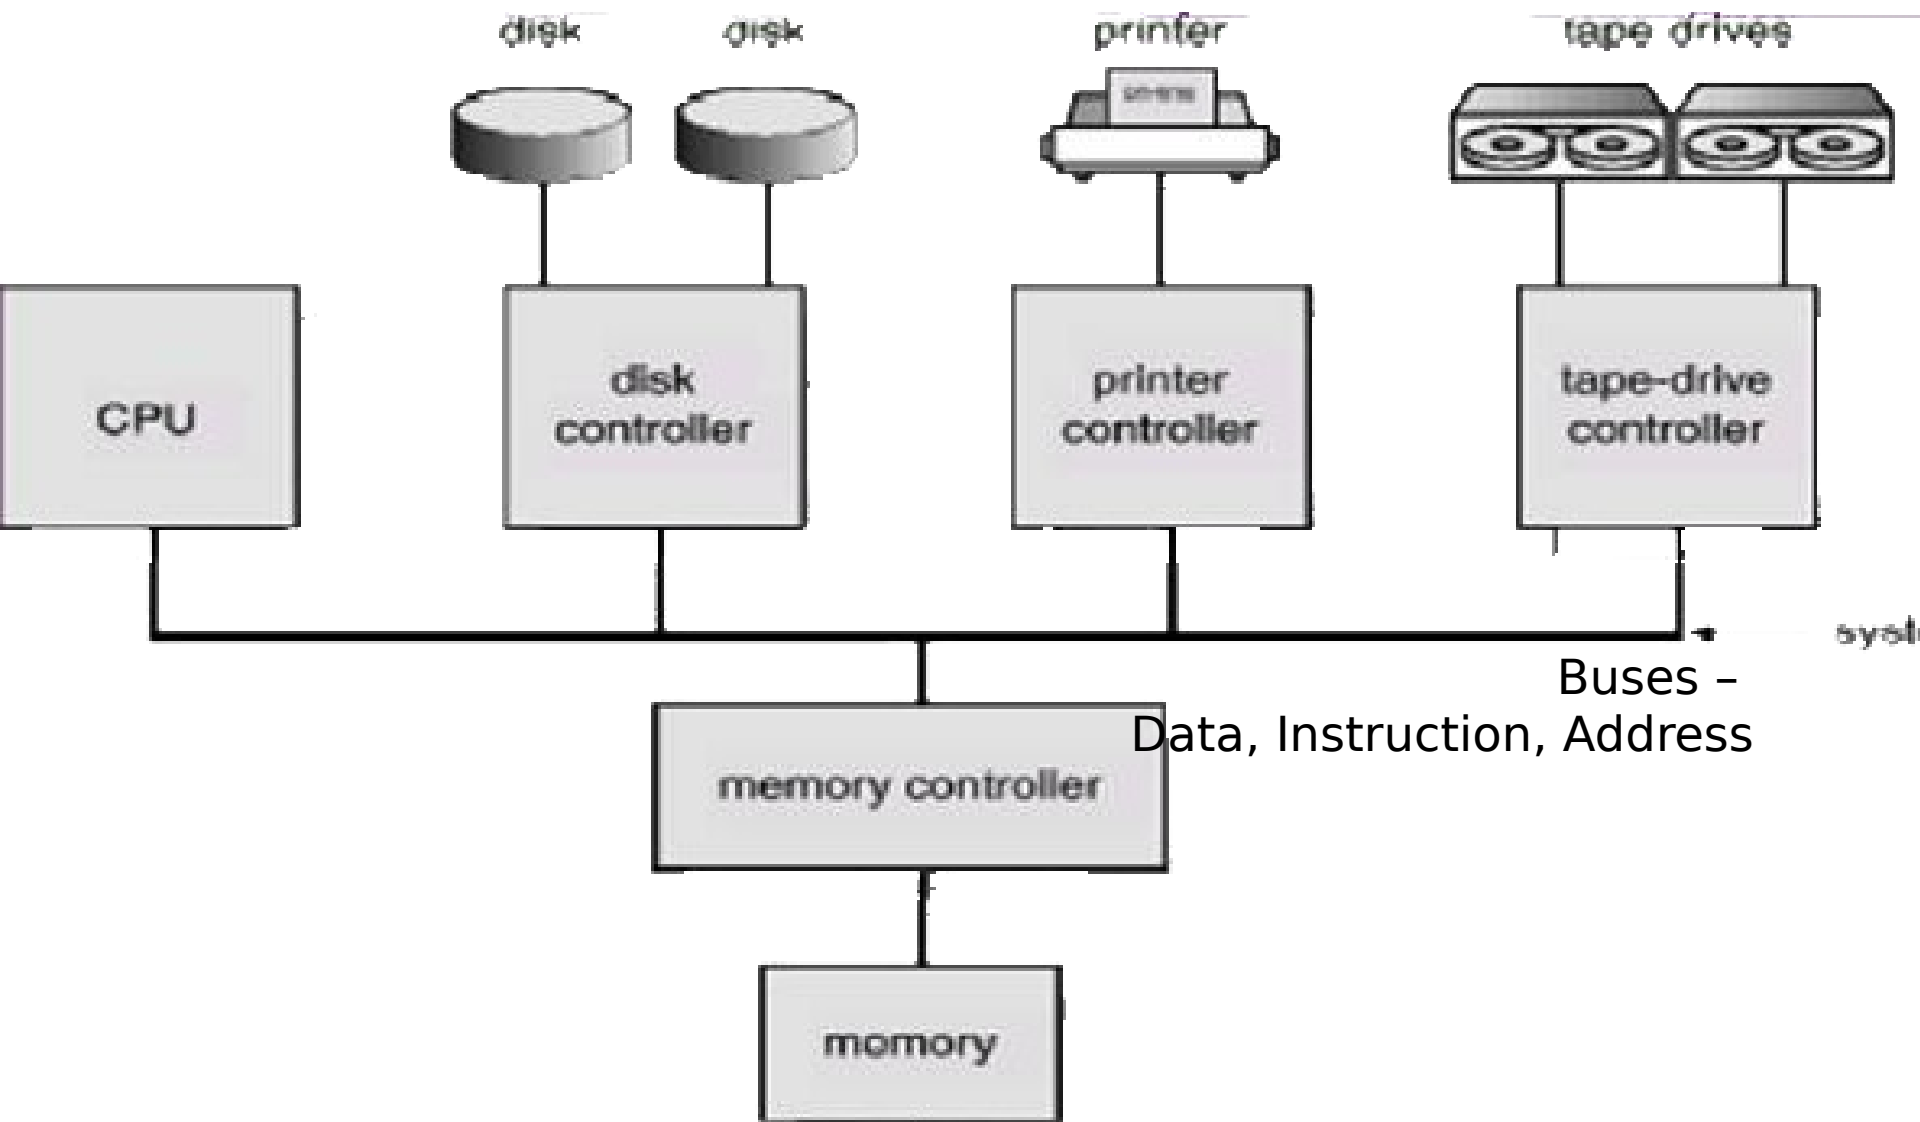 disk disk printer tape drives
CPU
disk
controller
printer
controller
tape-drive
controller
Buses –
Data, Instruction, Address
memory controller
momory